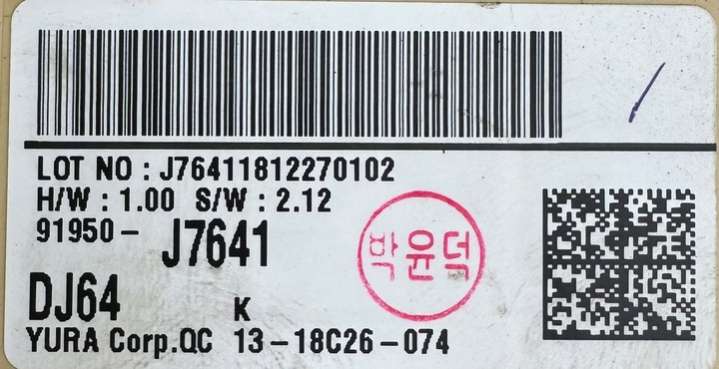 LOT NO : J76411812270102
H/W : 1.00 S/W : 2.12
91950- J7641
박윤덕
DJ64 K
YURA Corp.QC 13-18C26-074